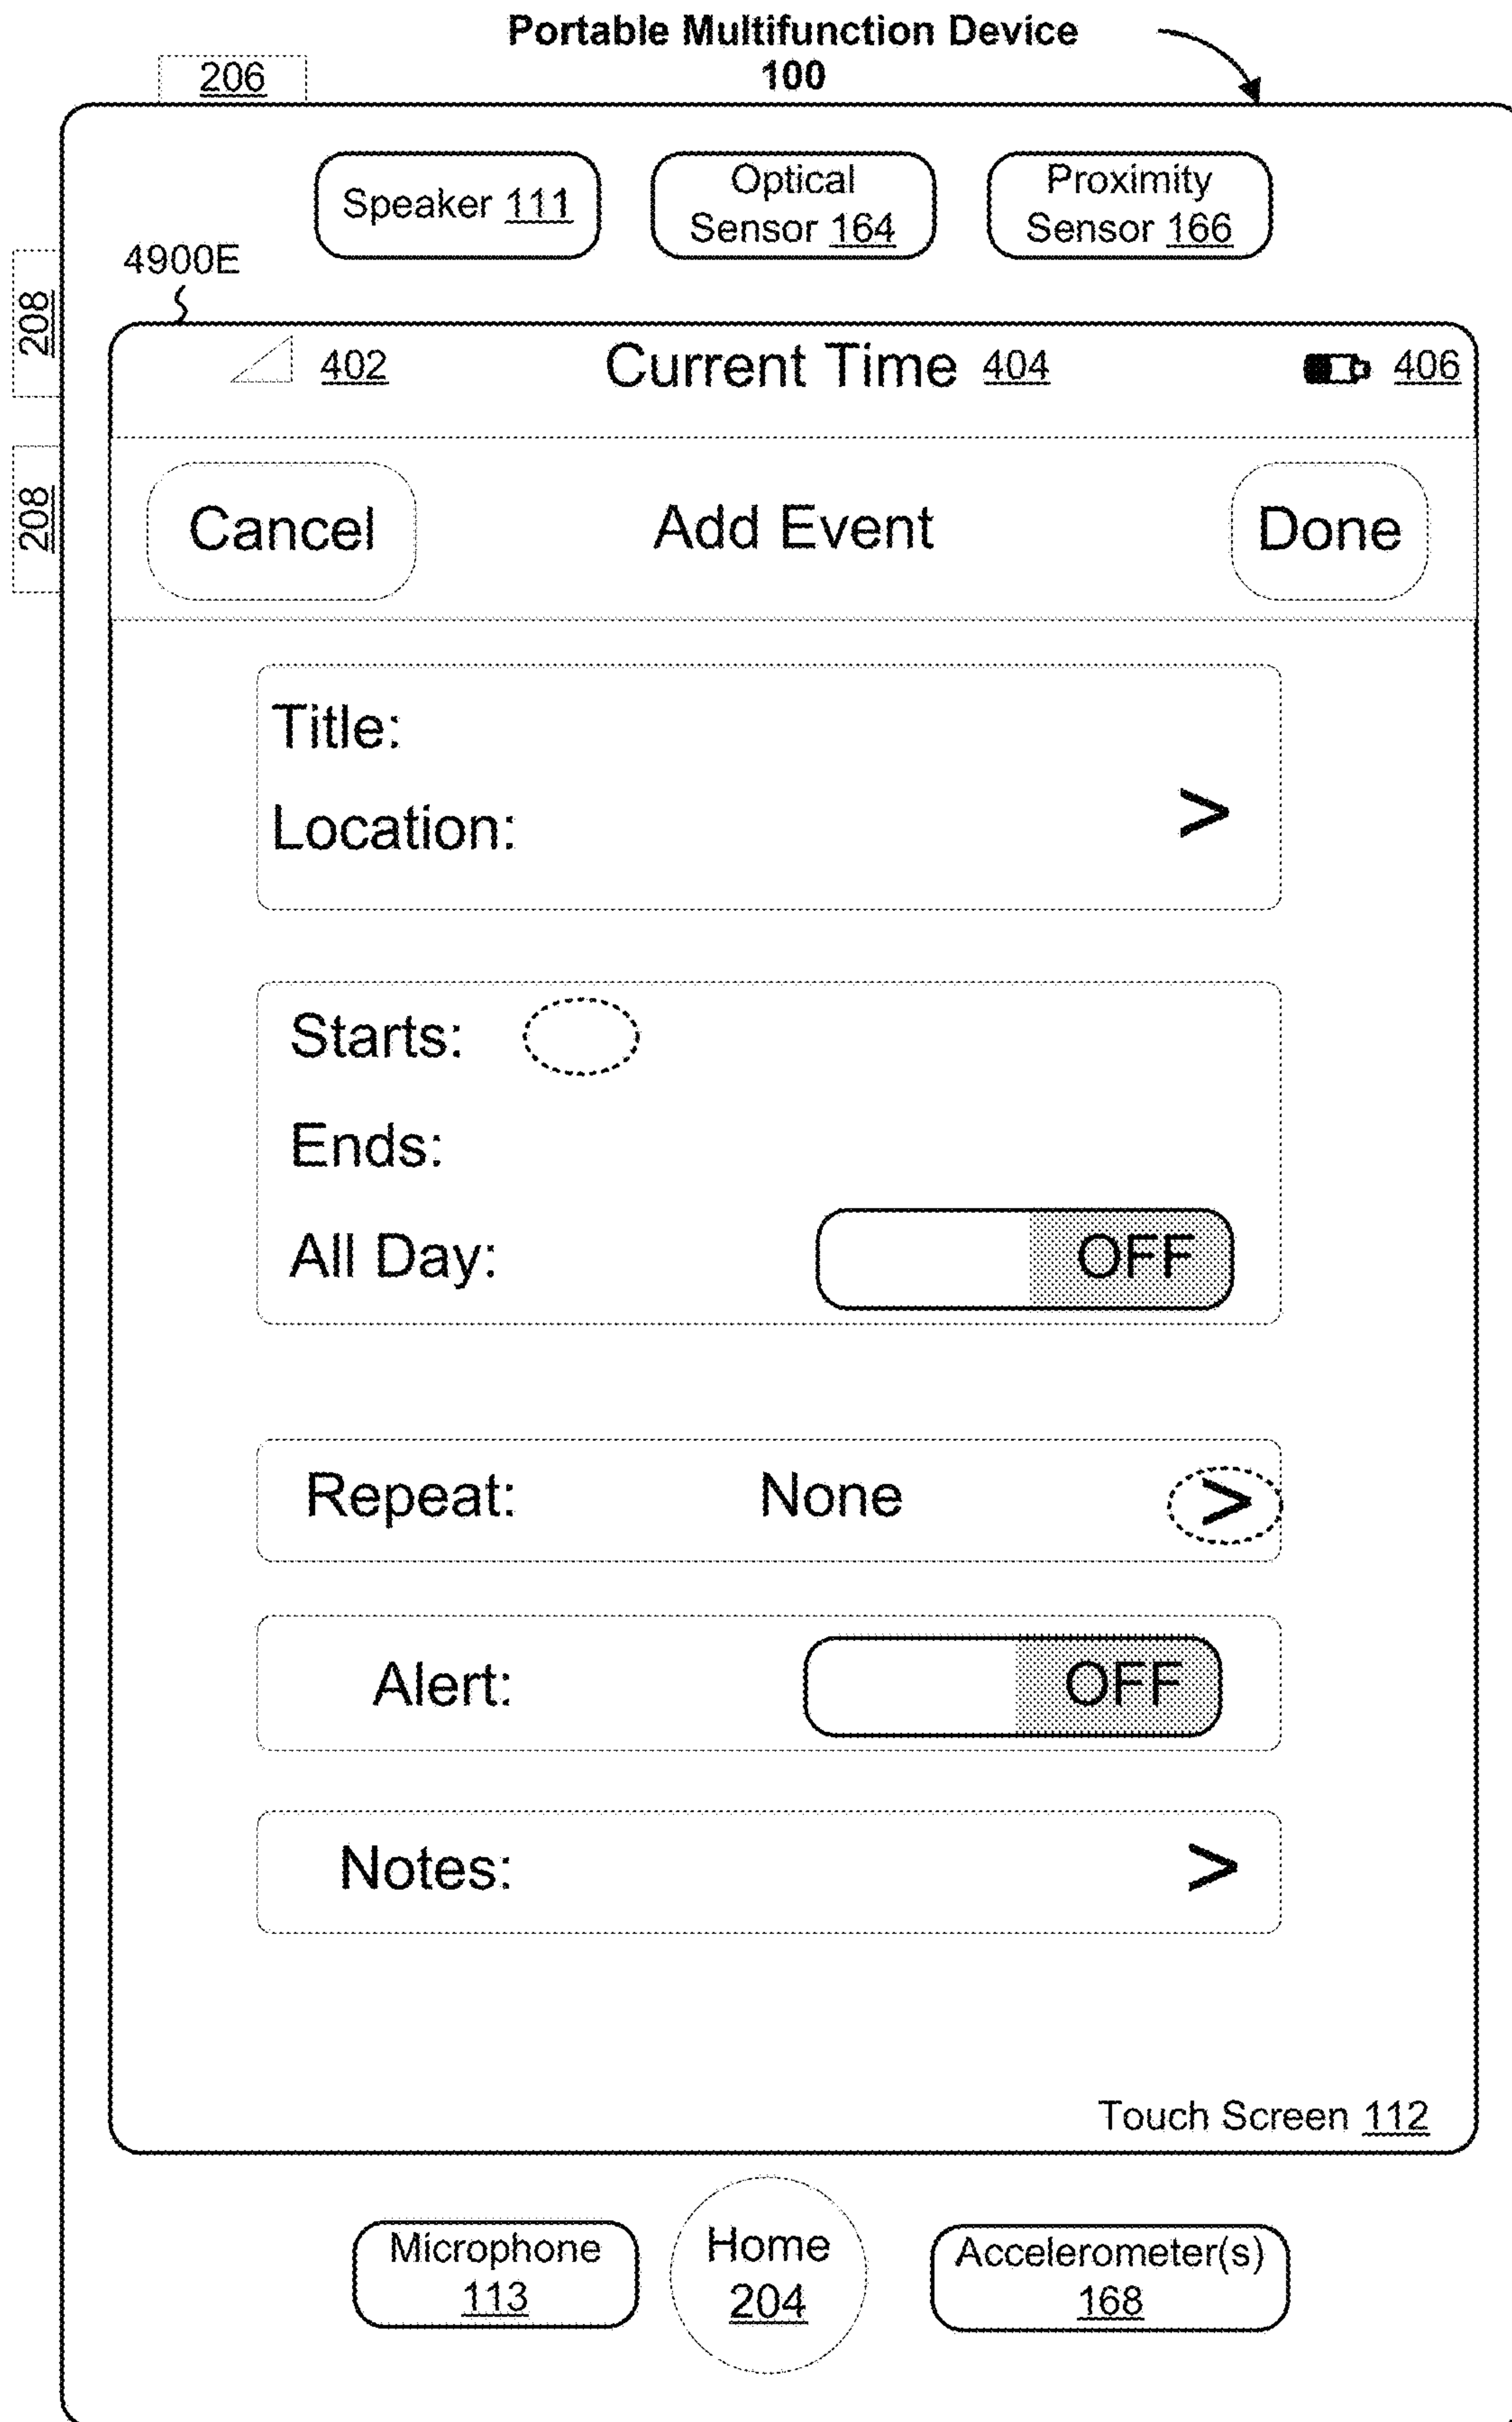 Portable Multifunction Device
100
206
Speaker 111
Optical
Sensor 164
Proximity
Sensor 166
4900E
208
208
402
Current Time 404
406
Cancel
Add Event
Done
Title:
Location:
>
Starts:
Ends:
All Day:
OFF
Repeat:
None
>
Alert:
OFF
Notes:
>
Touch Screen 112
Microphone
113
Home
204
Accelerometer(s)
168